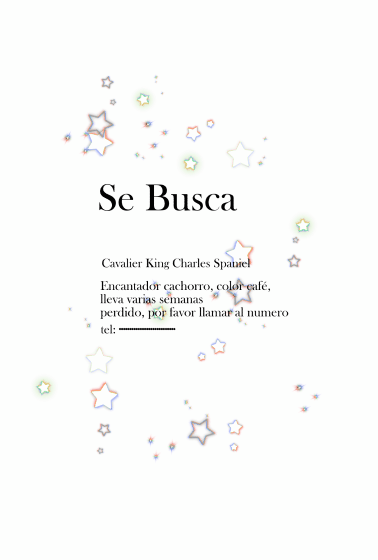 Se Busca
Cavalier King Charles Spaniel
Encantador cachorro, color café,
lleva varias semanas
perdido, por favor llamar al numero
tel: -------------------------